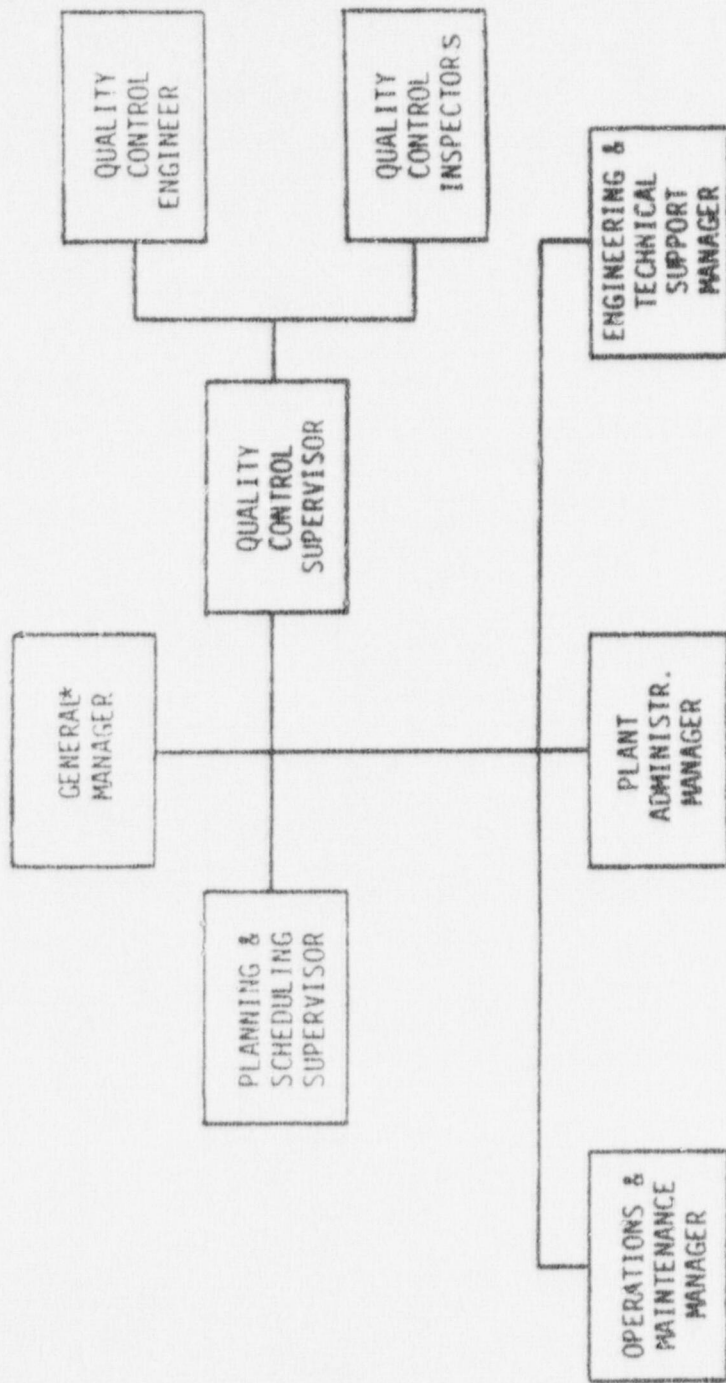 GENERAL*
MANAGER
PLANNING &
SCHEDULING
SUPERVISOR
QUALITY
CONTROL
SUPERVISOR
QUALITY
CONTROL
ENGINEER
QUALITY
CONTROL
INSPECTORS
OPERATIONS &
MAINTENANCE
MANAGER
PLANT
ADMINISTR.
MANAGER
ENGINEERING &
TECHNICAL
SUPPORT
MANAGER